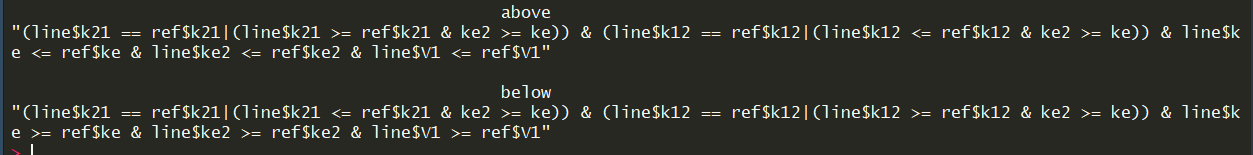 above
"(line$k21 == ref$k21|(line$k21 >= ref$k21 & ke2 >= ke)) & (line$k12 == ref$k12|(line$k12 <= ref$k12 & ke2 >= ke)) & line$k
e <= ref$ke & line$ke2 <= ref$ke2 & line$V1 <= ref$V1"
below
"(line$k21 == ref$k21|(line$k21 <= ref$k21 & ke2 >= ke)) & (line$k12 == ref$k12|(line$k12 >= ref$k12 & ke2 >= ke)) & line$k
e >= ref$ke & line$ke2 >= ref$ke2 & line$V1 >= ref$V1"
>